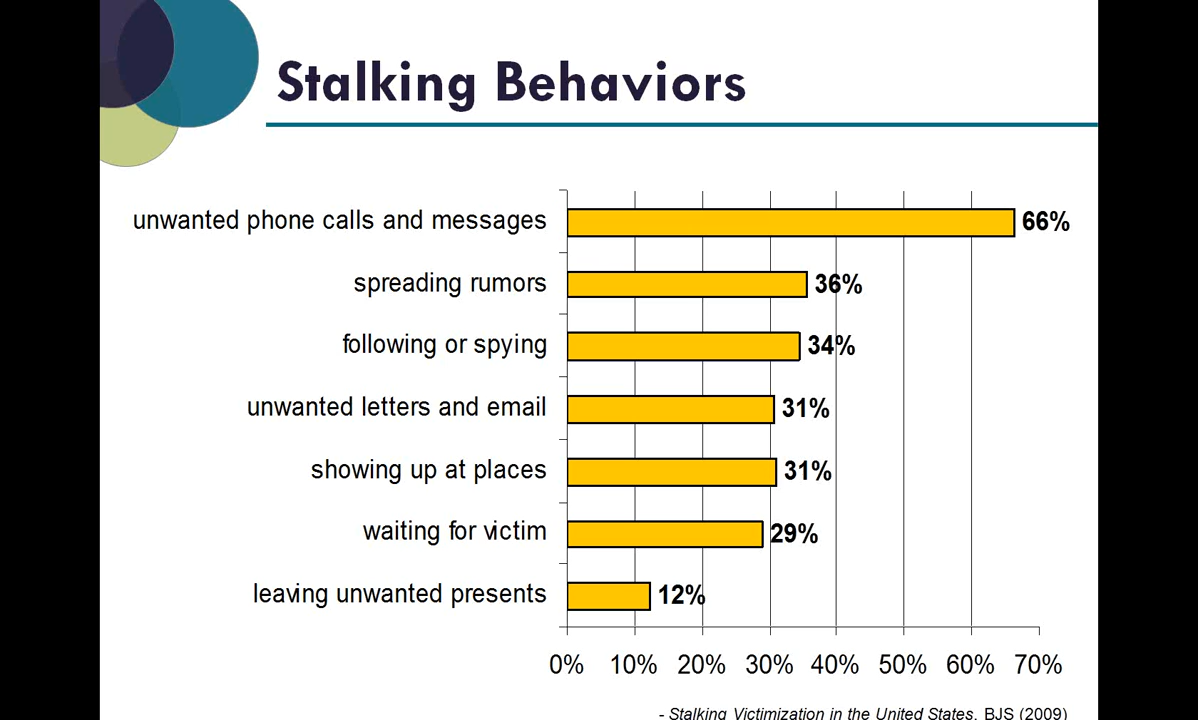 Stalking Behaviors
unwanted phone calls and messages 66%
spreading rumors 36%
following or spying 34%
unwanted letters and email 31%
showing up at places 31%
waiting for victim 29%
leaving unwanted presents 12%
0% 10% 20% 30% 40% 50% 60% 70%
- Stalking Victimization in the United States, BJS (2009)